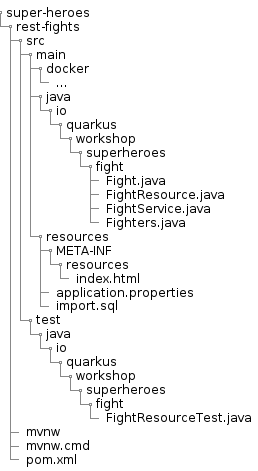 super-heroes
rest-fights
src
main
docker
...
java
io
quarkus
workshop
superheroes
fight
Fight.java
FightResource.java
FightService.java
Fighters.java
resources
META-INF
resources
index.html
application.properties
import.sql
test
java
io
quarkus
workshop
superheroes
fight
FightResourceTest.java
mvnw
mvnw.cmd
pom.xml